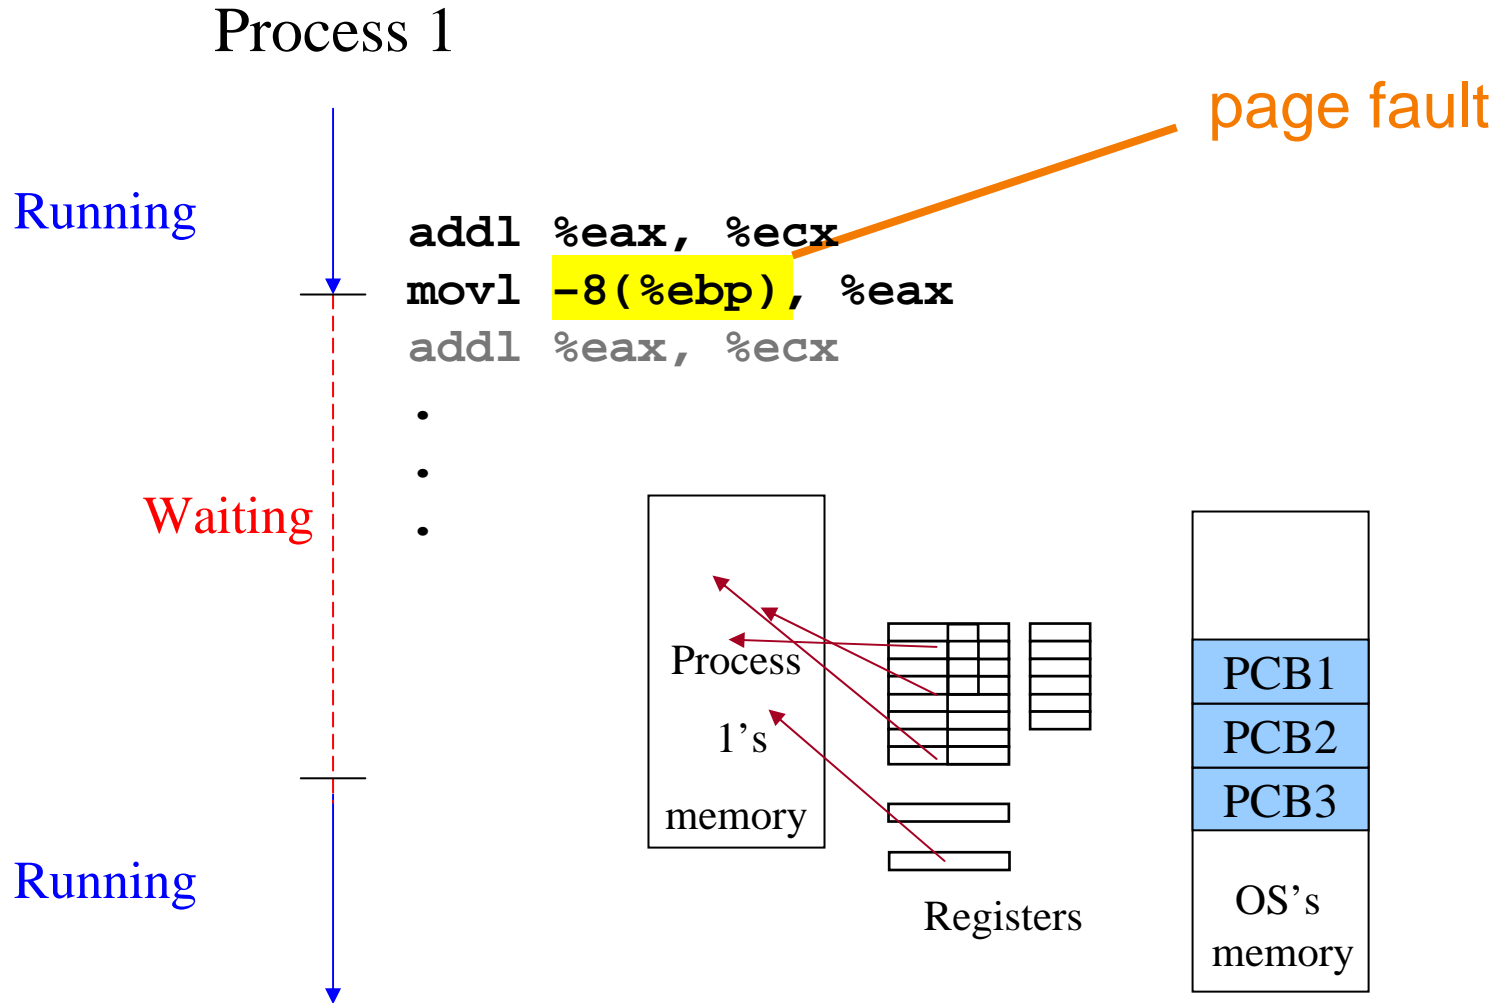 Process 1
page fault
Running
addl %eax, %ecx
movl -8(%ebp), %eax
addl %eax, %ecx
.
.
.
Waiting
Process
1’s
memory
PCB1
PCB2
PCB3
Running
Registers
OS’s
memory